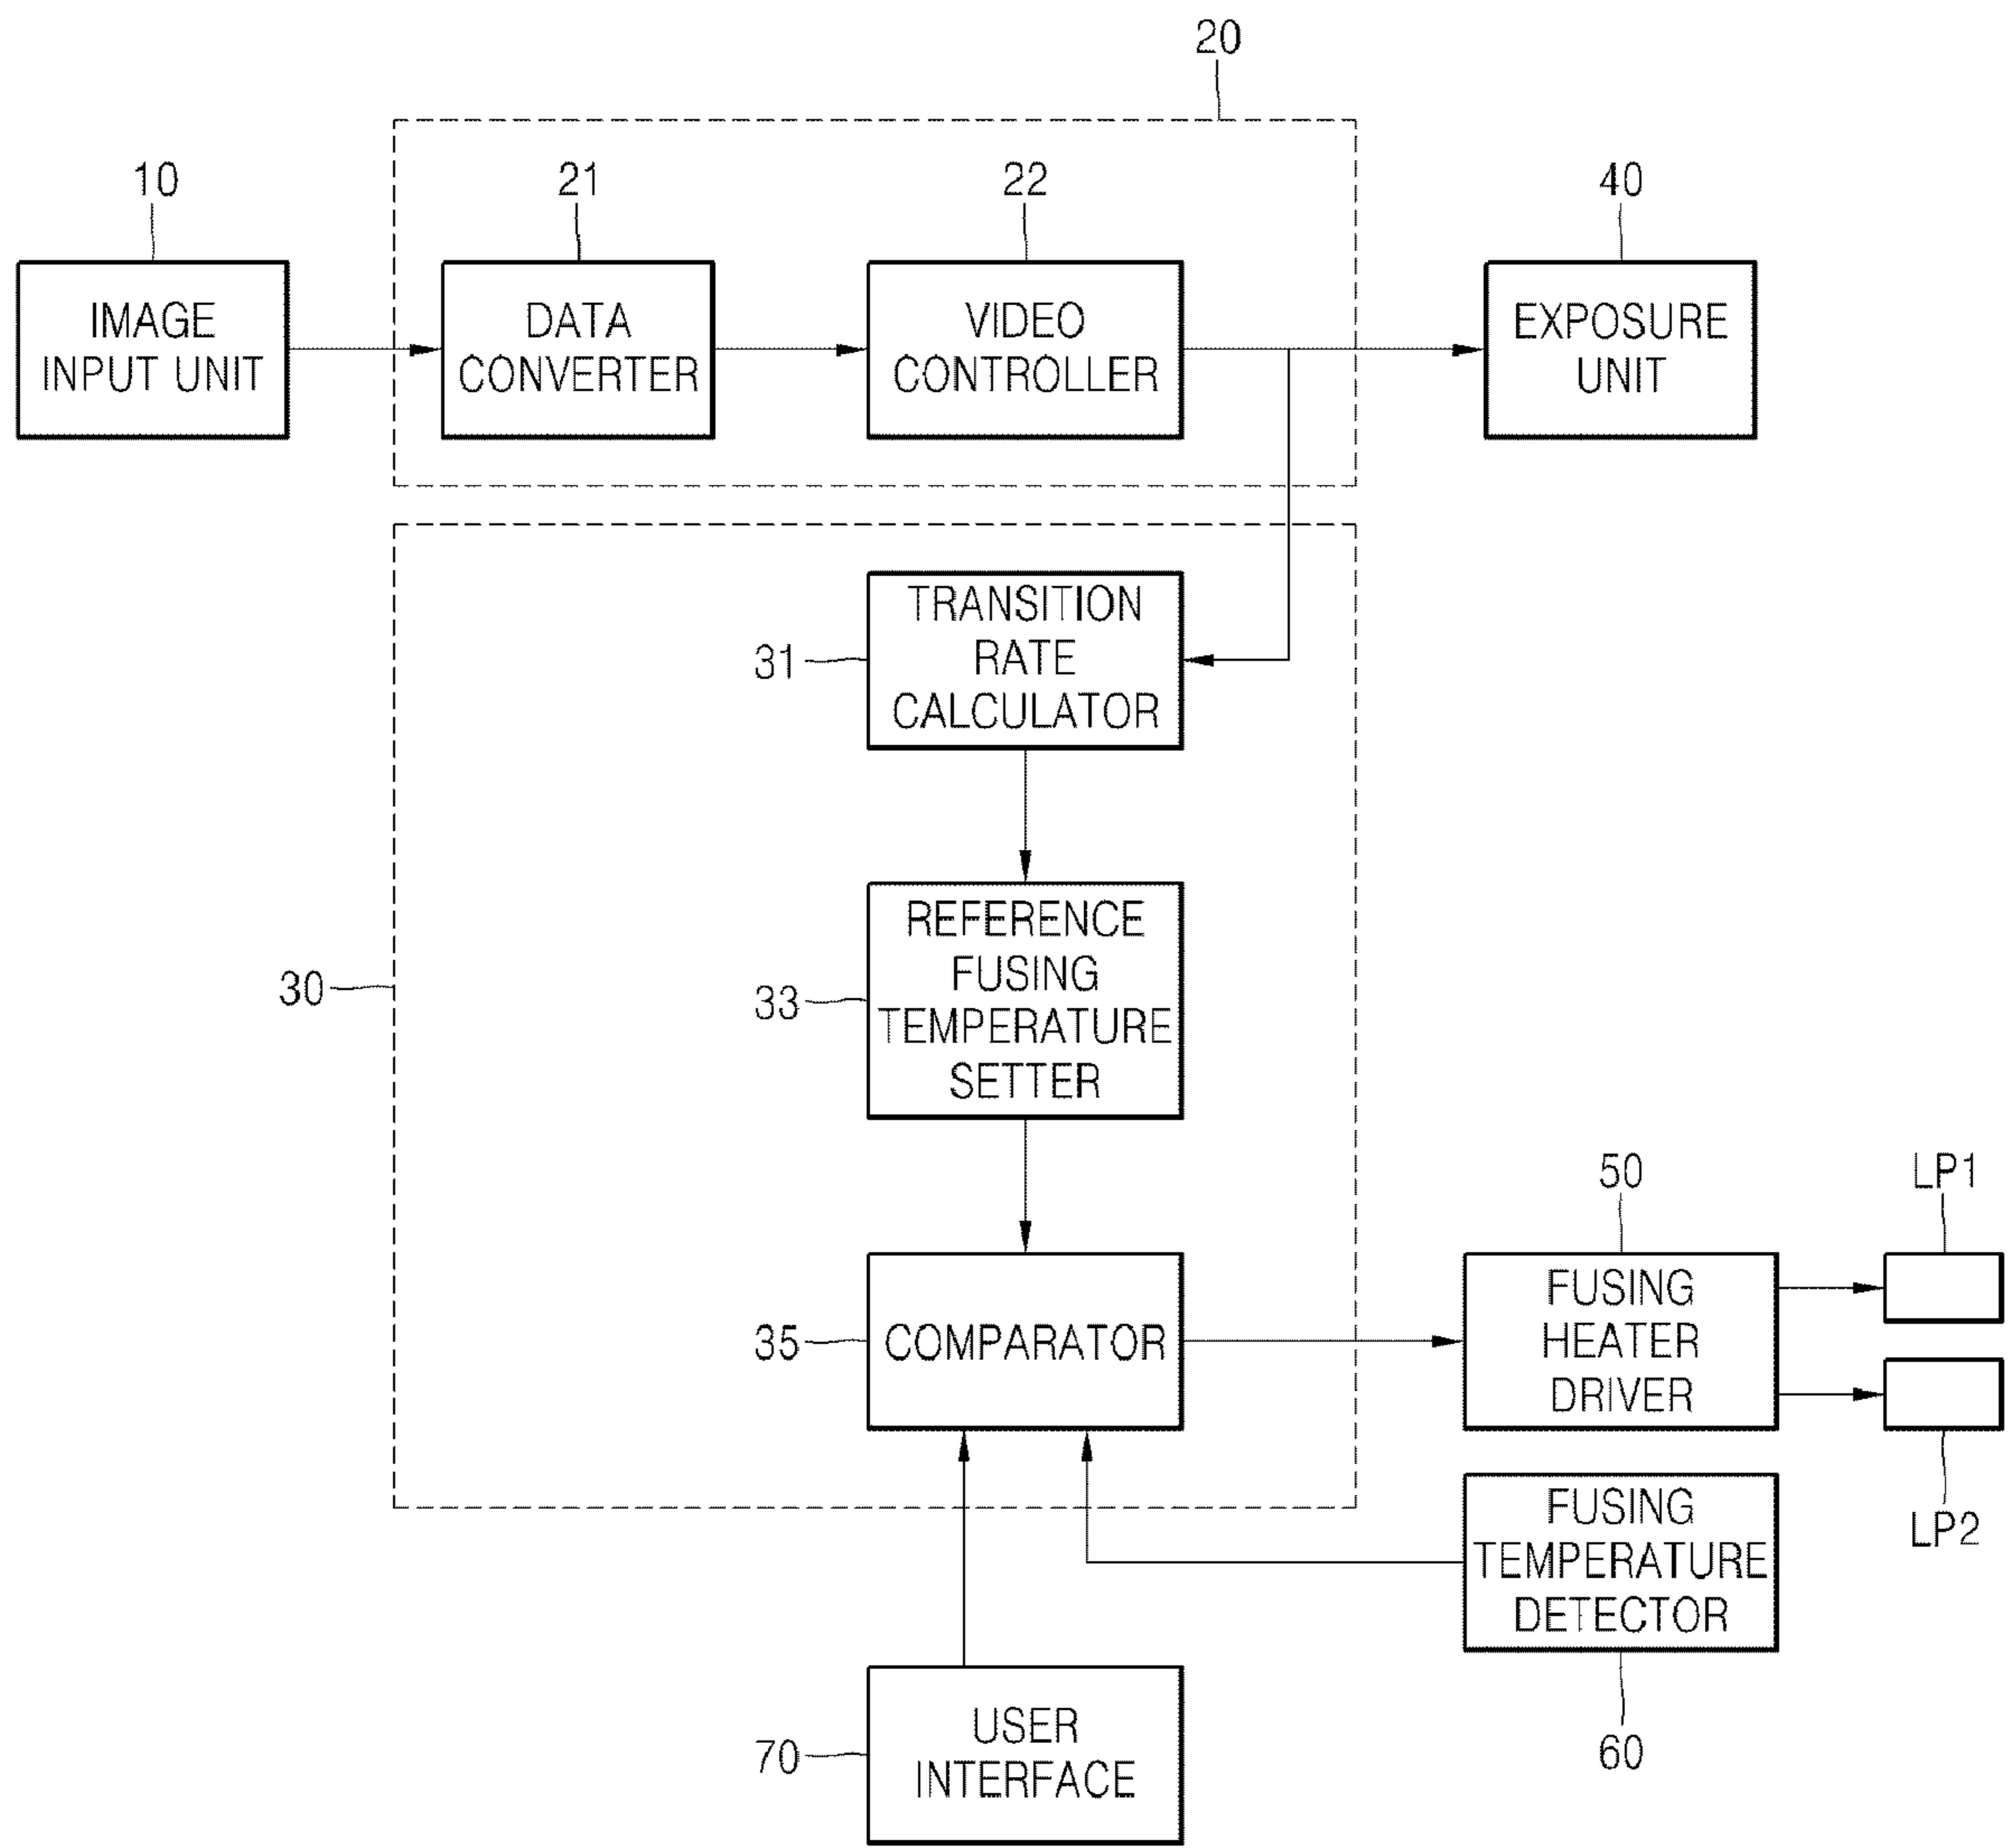 20
10
21
22
40
IMAGE
INPUT UNIT
DATA
CONVERTER
VIDEO
CONTROLLER
EXPOSURE
UNIT
31
TRANSITION
RATE
CALCULATOR
30
33
REFERENCE
FUSING
TEMPERATURE
SETTER
50
LP1
35
COMPARATOR
FUSING
HEATER
DRIVER
LP2
FUSING
TEMPERATURE
DETECTOR
60
70
USER
INTERFACE